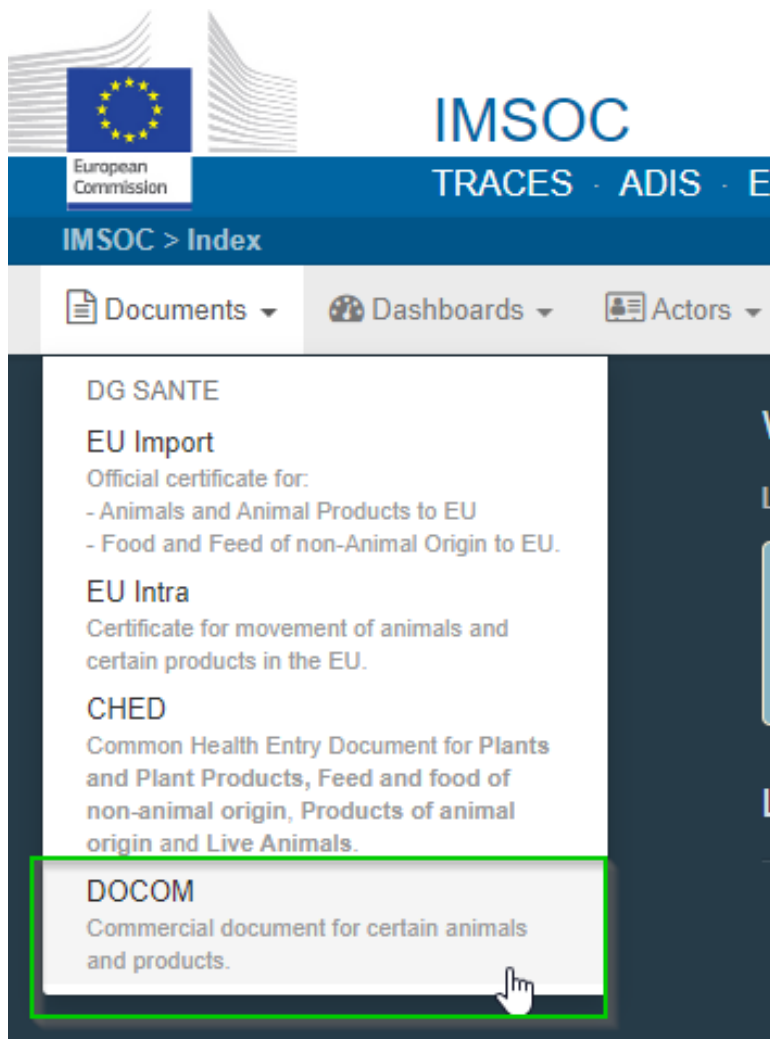 European
Commission
IMSOC
TRACES · ADIS · E
IMSOC > Index
Documents
Dashboards
Actors
DG SANTE
EU Import
Official certificate for:
- Animals and Animal Products to EU
- Food and Feed of non-Animal Origin to EU.
EU Intra
Certificate for movement of animals and
certain products in the EU.
CHED
Common Health Entry Document for Plants
and Plant Products, Feed and food of
non-animal origin, Products of animal
origin and Live Animals.
DOCOM
Commercial document for certain animals
and products.